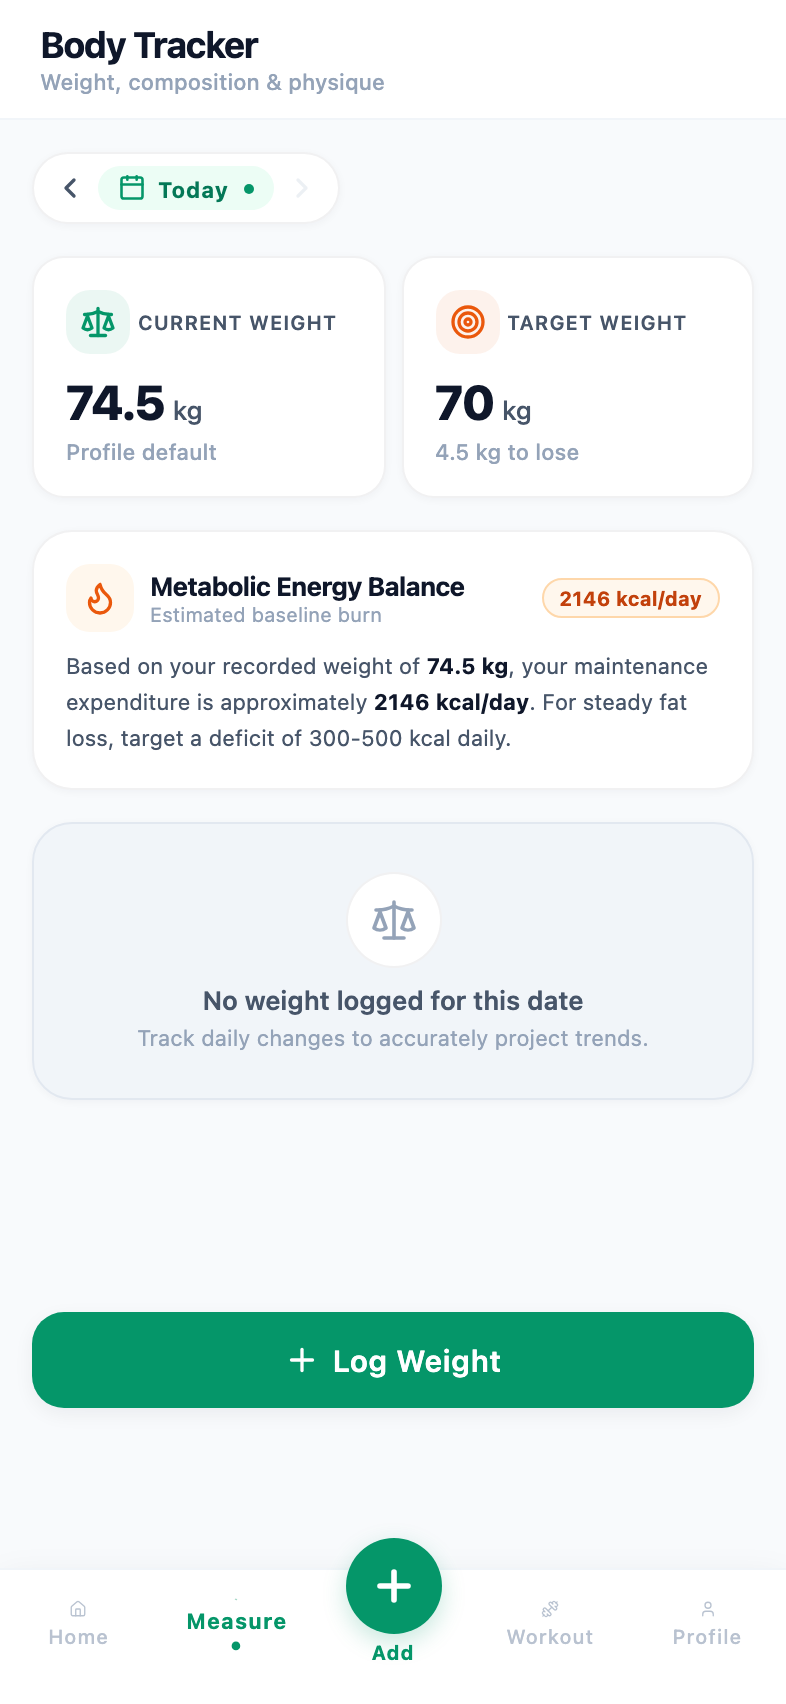 Body Tracker
Weight, composition & physique
Today
CURRENT WEIGHT
74.5 kg
Profile default
TARGET WEIGHT
70 kg
4.5 kg to lose
Metabolic Energy Balance
Estimated baseline burn
2146 kcal/day
Based on your recorded weight of 74.5 kg, your maintenance
expenditure is approximately 2146 kcal/day. For steady fat
loss, target a deficit of 300-500 kcal daily.
No weight logged for this date
Track daily changes to accurately project trends.
Log Weight
Home
Measure
Add
Workout
Profile